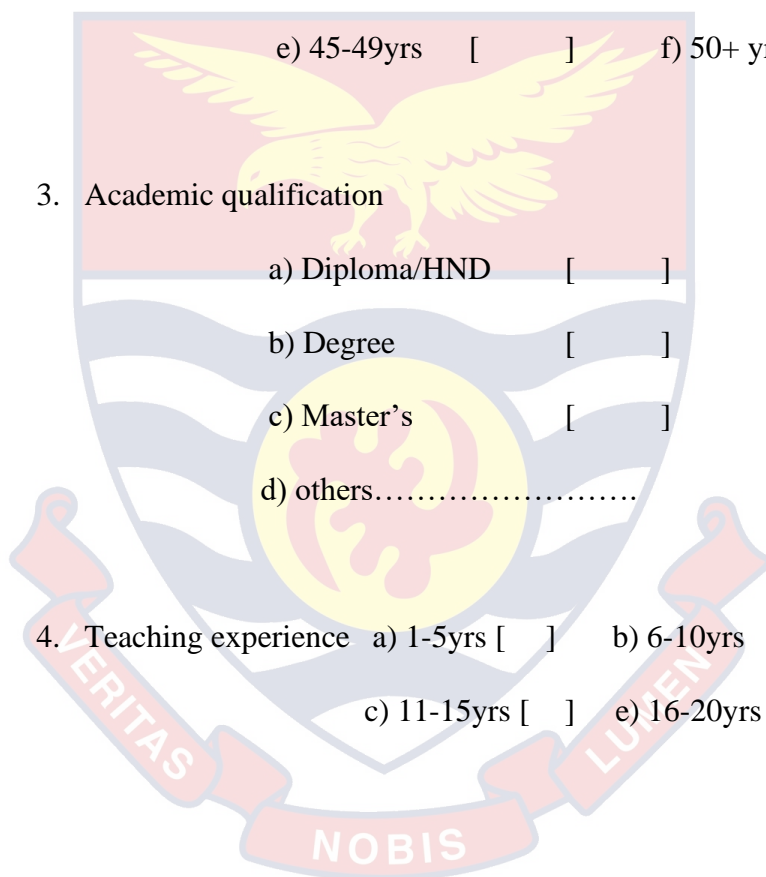 e) 45-49yrs [ ] f) 50+ yr
3. Academic qualification
a) Diploma/HND [ ]
b) Degree [ ]
c) Master’s [ ]
d) others……………………….
4. Teaching experience a) 1-5yrs [ ] b) 6-10yrs
c) 11-15yrs [ ] e) 16-20yrs
VERITAS NOBIS LUMEN